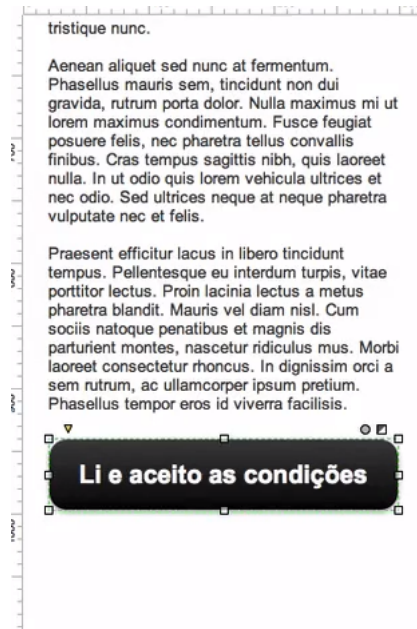 tristique nunc.
Aenean aliquet sed nunc at fermentum.
Phasellus mauris sem, tincidunt non dui
gravida, rutrum porta dolor. Nulla maximus mi ut
lorem maximus condimentum. Fusce feugiat
posuere felis, nec pharetra tellus convallis
finibus. Cras tempus sagittis nibh, quis laoreet
nulla. In ut odio quis lorem vehicula ultrices et
nec odio. Sed ultrices neque at neque pharetra
vulputate nec et felis.
Praesent efficitur lacus in libero tincidunt
tempus. Pellentesque eu interdum turpis, vitae
porttitor lectus. Proin lacinia lectus a metus
pharetra blandit. Mauris vel diam nisl. Cum
sociis natoque penatibus et magnis dis
parturient montes, nascetur ridiculus mus. Morbi
laoreet consectetur rhoncus. In dignissim orci a
sem rutrum, ac ullamcorper ipsum pretium.
Phasellus tempor eros id viverra facilisis.
Li e aceito as condições